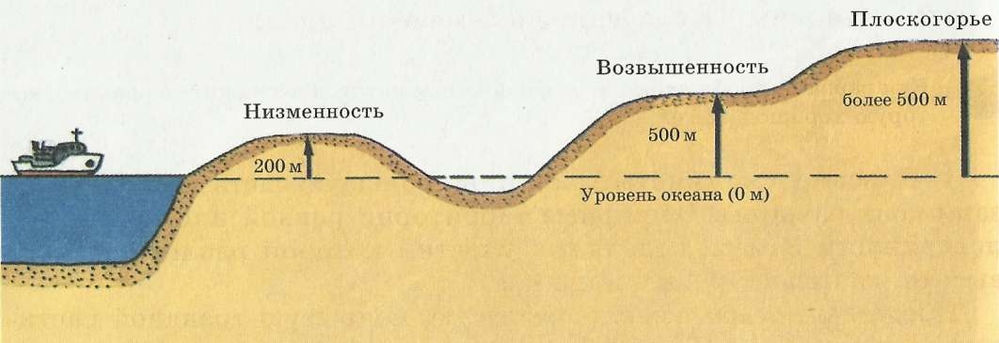 Плоскогорье
Возвышенность
более 500 м
Низменность
500 м
200 м
Уровень океана (0 м)